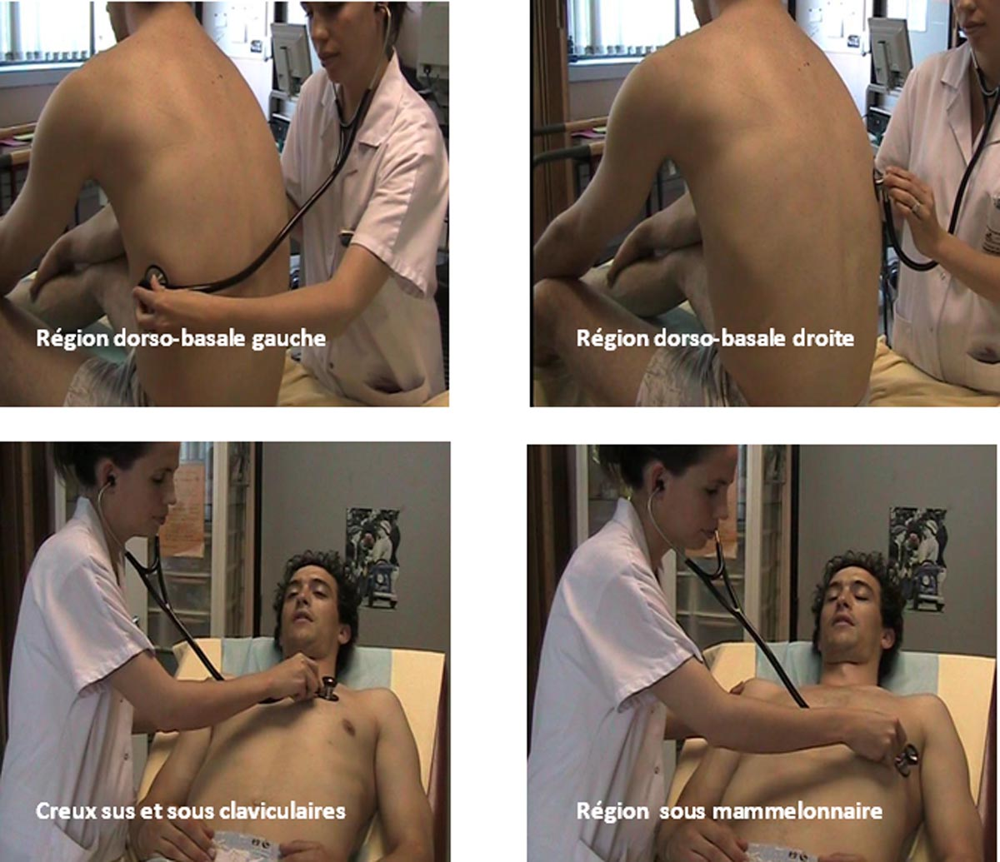 Région dorso-basale gauche
Région dorso-basale droite
Creux sus et sous claviculaires
Région sous mammelonnaire